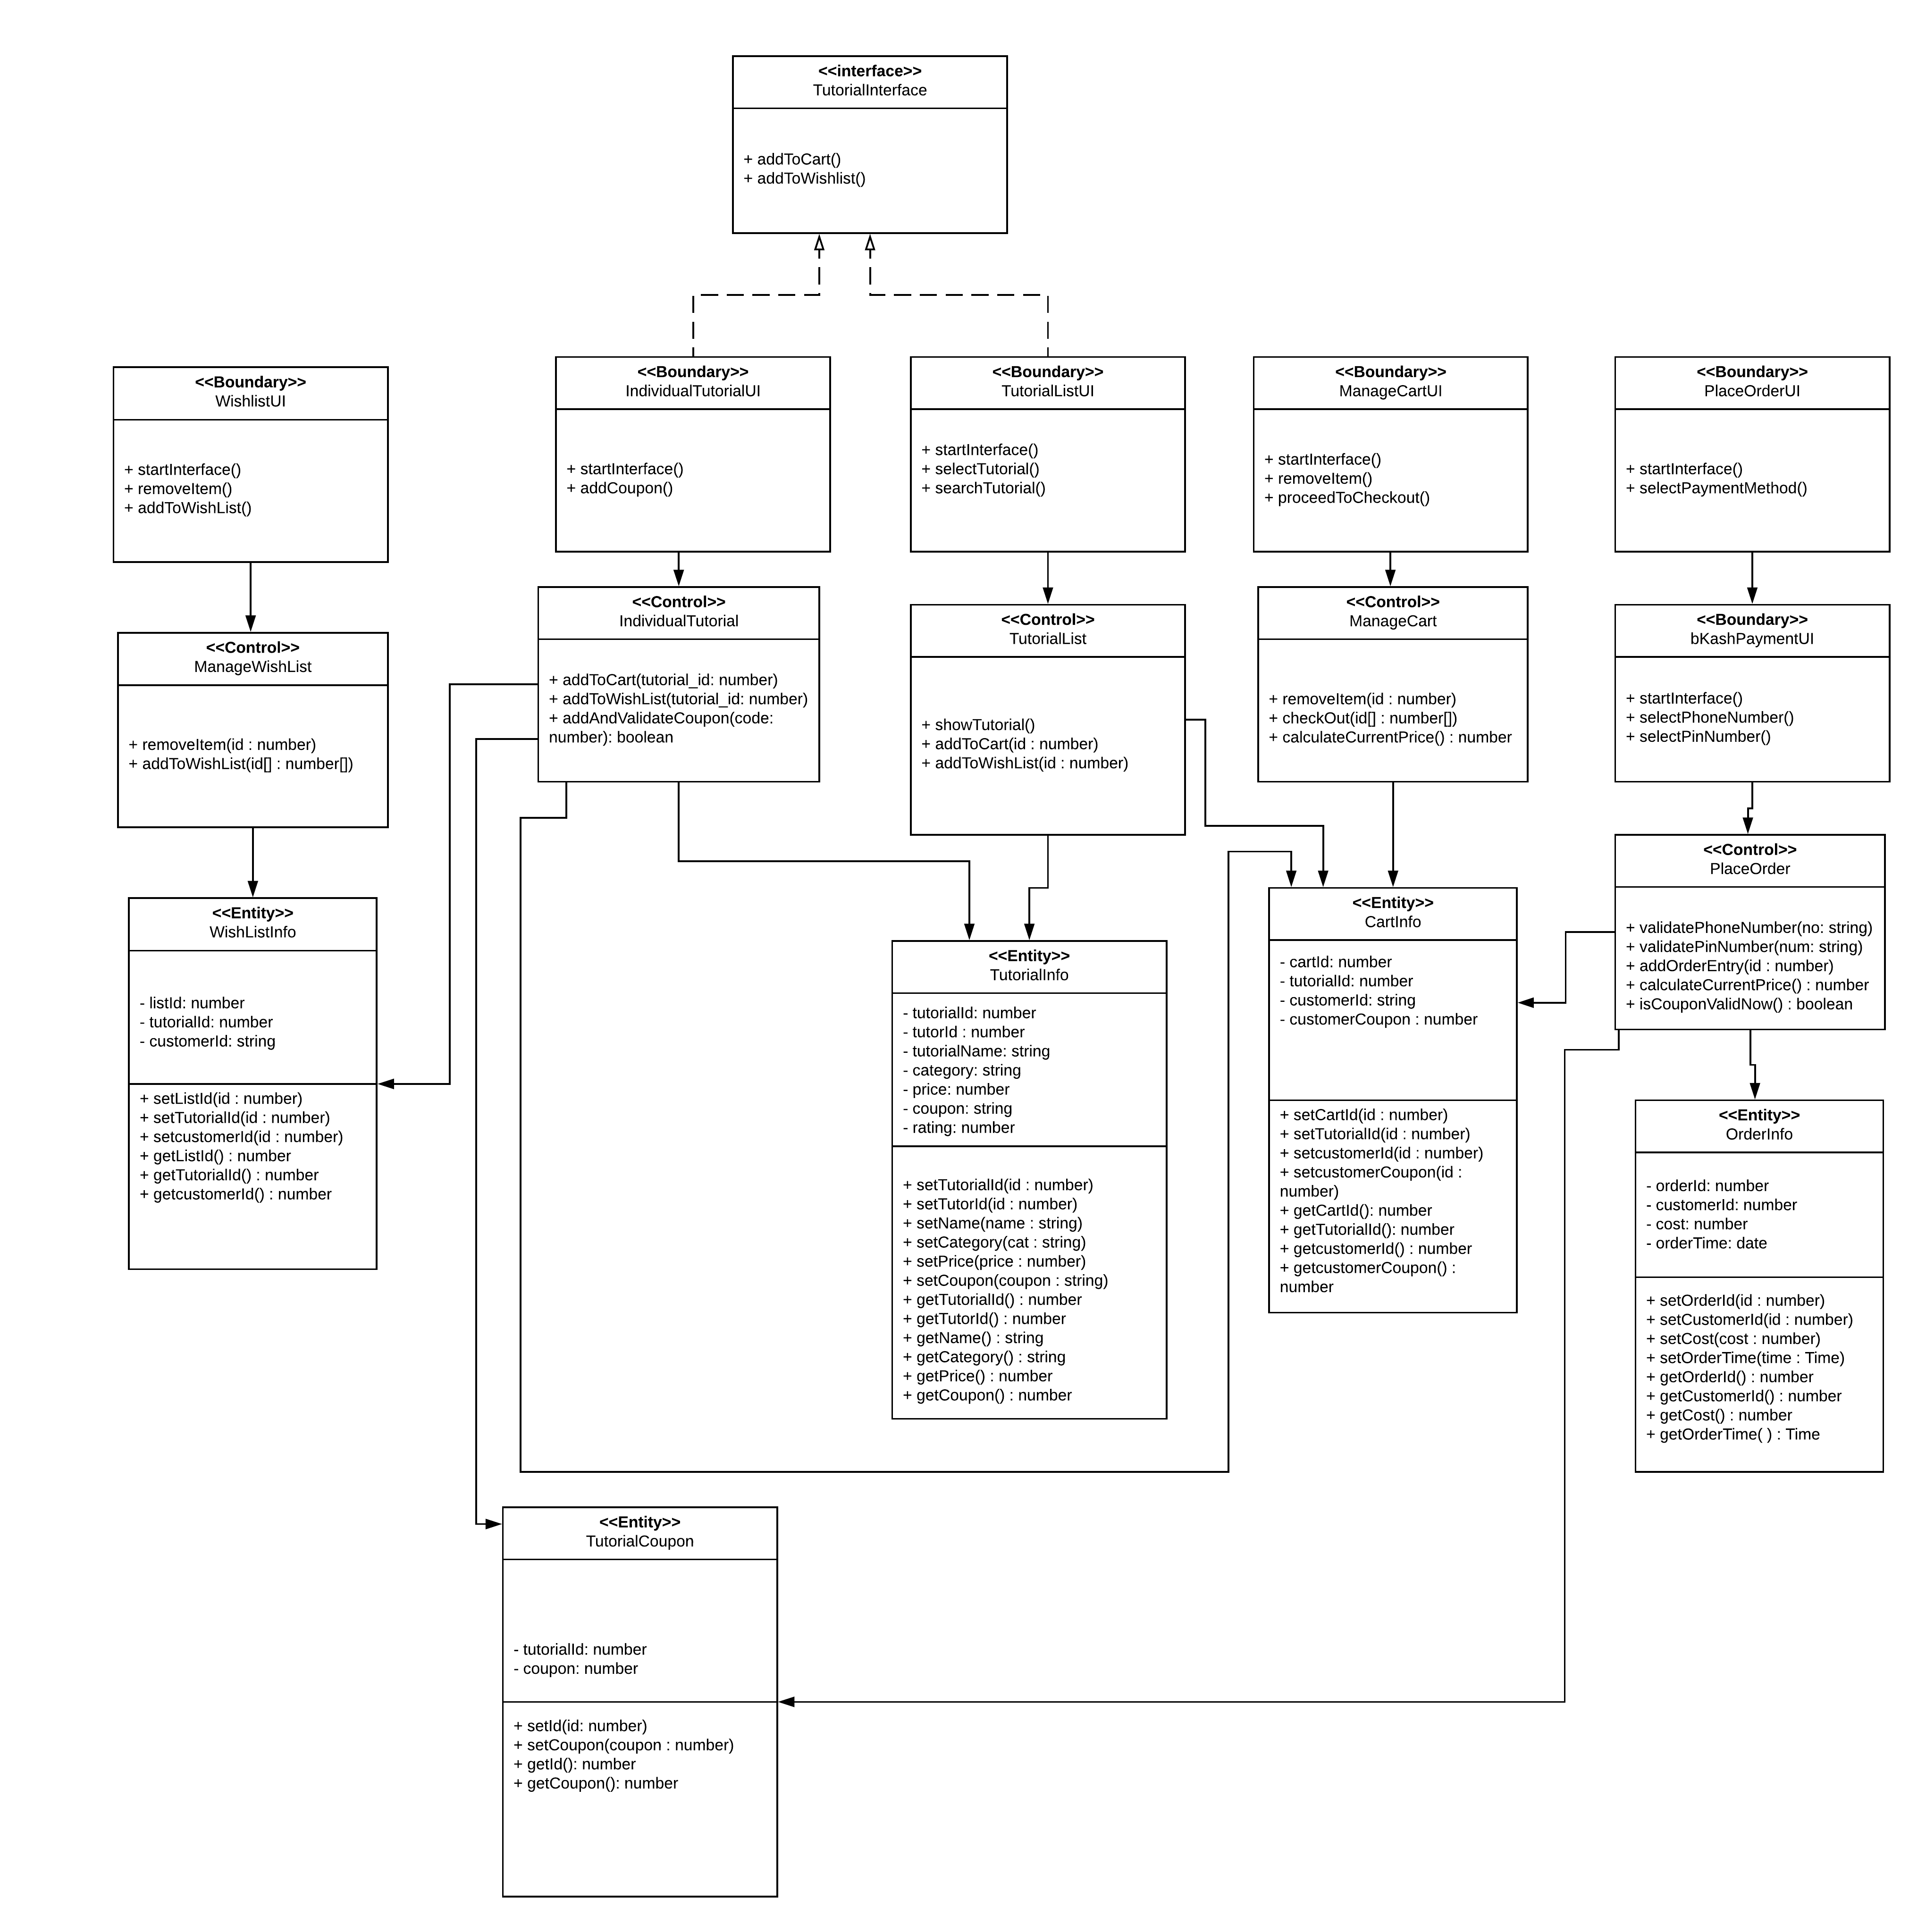 <<interface>>
TutorialInterface
+ addToCart()
+ addToWishlist()
<<Boundary>>
WishlistUI
+ startInterface()
+ removeItem()
+ addToWishList()
<<Boundary>>
IndividualTutorialUI
+ startInterface()
+ addCoupon()
<<Boundary>>
TutorialListUI
+ startInterface()
+ selectTutorial()
+ searchTutorial()
<<Boundary>>
ManageCartUI
+ startInterface()
+ removeItem()
+ proceedToCheckout()
<<Boundary>>
PlaceOrderUI
+ startInterface()
+ selectPaymentMethod()
<<Control>>
ManageWishList
+ removeItem(id : number)
+ addToWishList(id[] : number[])
<<Control>>
IndividualTutorial
+ addToCart(tutorial_id: number)
+ addToWishList(tutorial_id: number)
+ addAndValidateCoupon(code:
number): boolean
<<Control>>
TutorialList
+ showTutorial()
+ addToCart(id : number)
+ addToWishList(id : number)
<<Control>>
ManageCart
+ removeItem(id : number)
+ checkOut(id[] : number[])
+ calculateCurrentPrice() : number
<<Boundary>>
bKashPaymentUI
+ startInterface()
+ selectPhoneNumber()
+ selectPinNumber()
<<Control>>
PlaceOrder
+ validatePhoneNumber(no: string)
+ validatePinNumber(num: string)
+ addOrderEntry(id : number)
+ calculateCurrentPrice() : number
+ isCouponValidNow() : boolean
<<Entity>>
WishListInfo
- listId: number
- tutorialId: number
- customerId: string
+ setListId(id : number)
+ setTutorialId(id : number)
+ setcustomerId(id : number)
+ getListId() : number
+ getTutorialId() : number
+ getcustomerId() : number
<<Entity>>
TutorialInfo
- tutorialId: number
- tutorId : number
- tutorialName: string
- category: string
- price: number
- coupon: string
- rating: number
+ setTutorialId(id : number)
+ setTutorId(id : number)
+ setName(name : string)
+ setCategory(cat : string)
+ setPrice(price : number)
+ setCoupon(coupon : string)
+ getTutorialId() : number
+ getTutorId() : number
+ getName() : string
+ getCategory() : string
+ getPrice() : number
+ getCoupon() : number
<<Entity>>
CartInfo
- cartId: number
- tutorialId: number
- customerId: string
- customerCoupon : number
+ setCartId(id : number)
+ setTutorialId(id : number)
+ setcustomerId(id : number)
+ setcustomerCoupon(id :
number)
+ getCartId(): number
+ getTutorialId(): number
+ getcustomerId() : number
+ getcustomerCoupon() :
number
<<Entity>>
OrderInfo
- orderId: number
- customerId: number
- cost: number
- orderTime: date
+ setOrderId(id : number)
+ setCustomerId(id : number)
+ setCost(cost : number)
+ setOrderTime(time : Time)
+ getOrderId() : number
+ getCustomerId() : number
+ getCost() : number
+ getOrderTime( ) : Time
<<Entity>>
TutorialCoupon
- tutorialId: number
- coupon: number
+ setId(id: number)
+ setCoupon(coupon : number)
+ getId(): number
+ getCoupon(): number